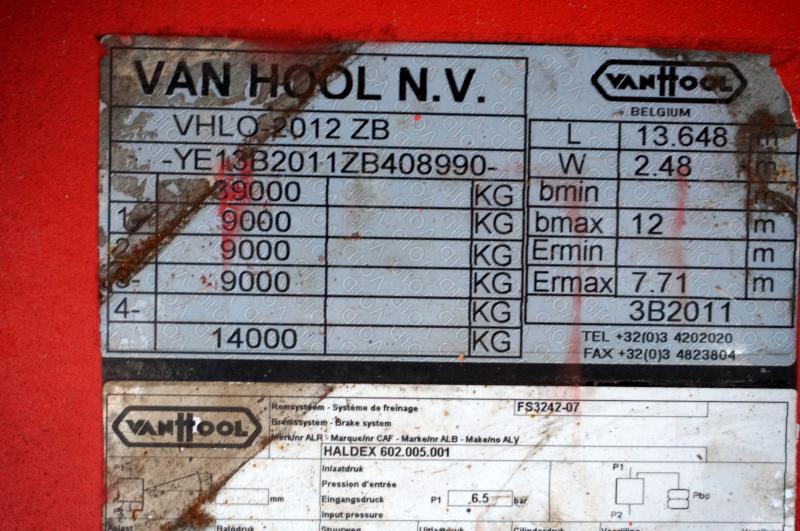 VAN HOOL N.V.
VANHOOL
BELGIUM
VHLO-2012 ZB
-YE13B2011ZB408990-
39000 KG
1- 9000 KG
2- 9000 KG
3- 9000 KG
4- KG
14000 KG
L 13.648 m
W 2.48 m
bmin m
bmax 12 m
Ermin m
Ermax 7.71 m
3B2011
TEL +32(0)3 4202020
FAX +32(0)3 4823804
VANHOOL
Remsysteem - Système de freinage FS3242-07
Bremssystem - Brake system
Merk/nr ALR - Marque/nr CAF - Marke/nr ALB - Make/no ALV
HALDEX 602.005.001
P1
mm
Inlaatdruk
Pression d'entrée
Eingangsdruck P1 6.5 bar
Input pressure
P1
Pbo
P2
Balgdruk Stuurweg Uitlaatdruk